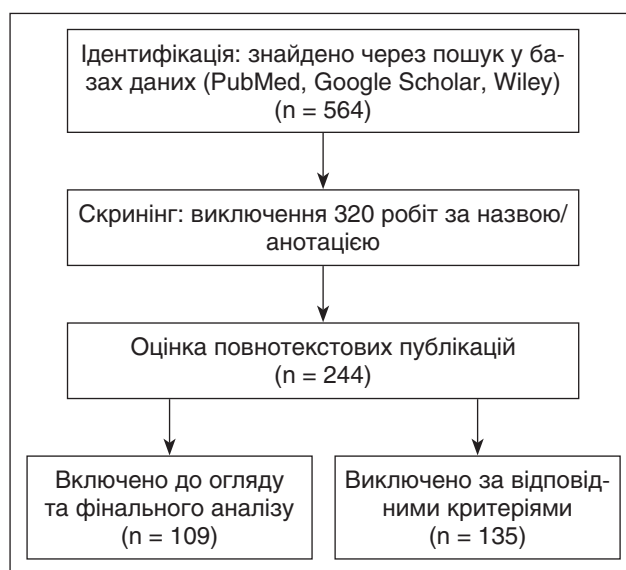 Ідентифікація: знайдено через пошук у ба-
зах даних (PubMed, Google Scholar, Wiley)
(n = 564)
Скринінг: виключення 320 робіт за назвою/
анотацією
Оцінка повнотекстових публікацій
(n = 244)
Включено до огляду
та фінального аналізу
(n = 109)
Виключено за відповід-
ними критеріями
(n = 135)